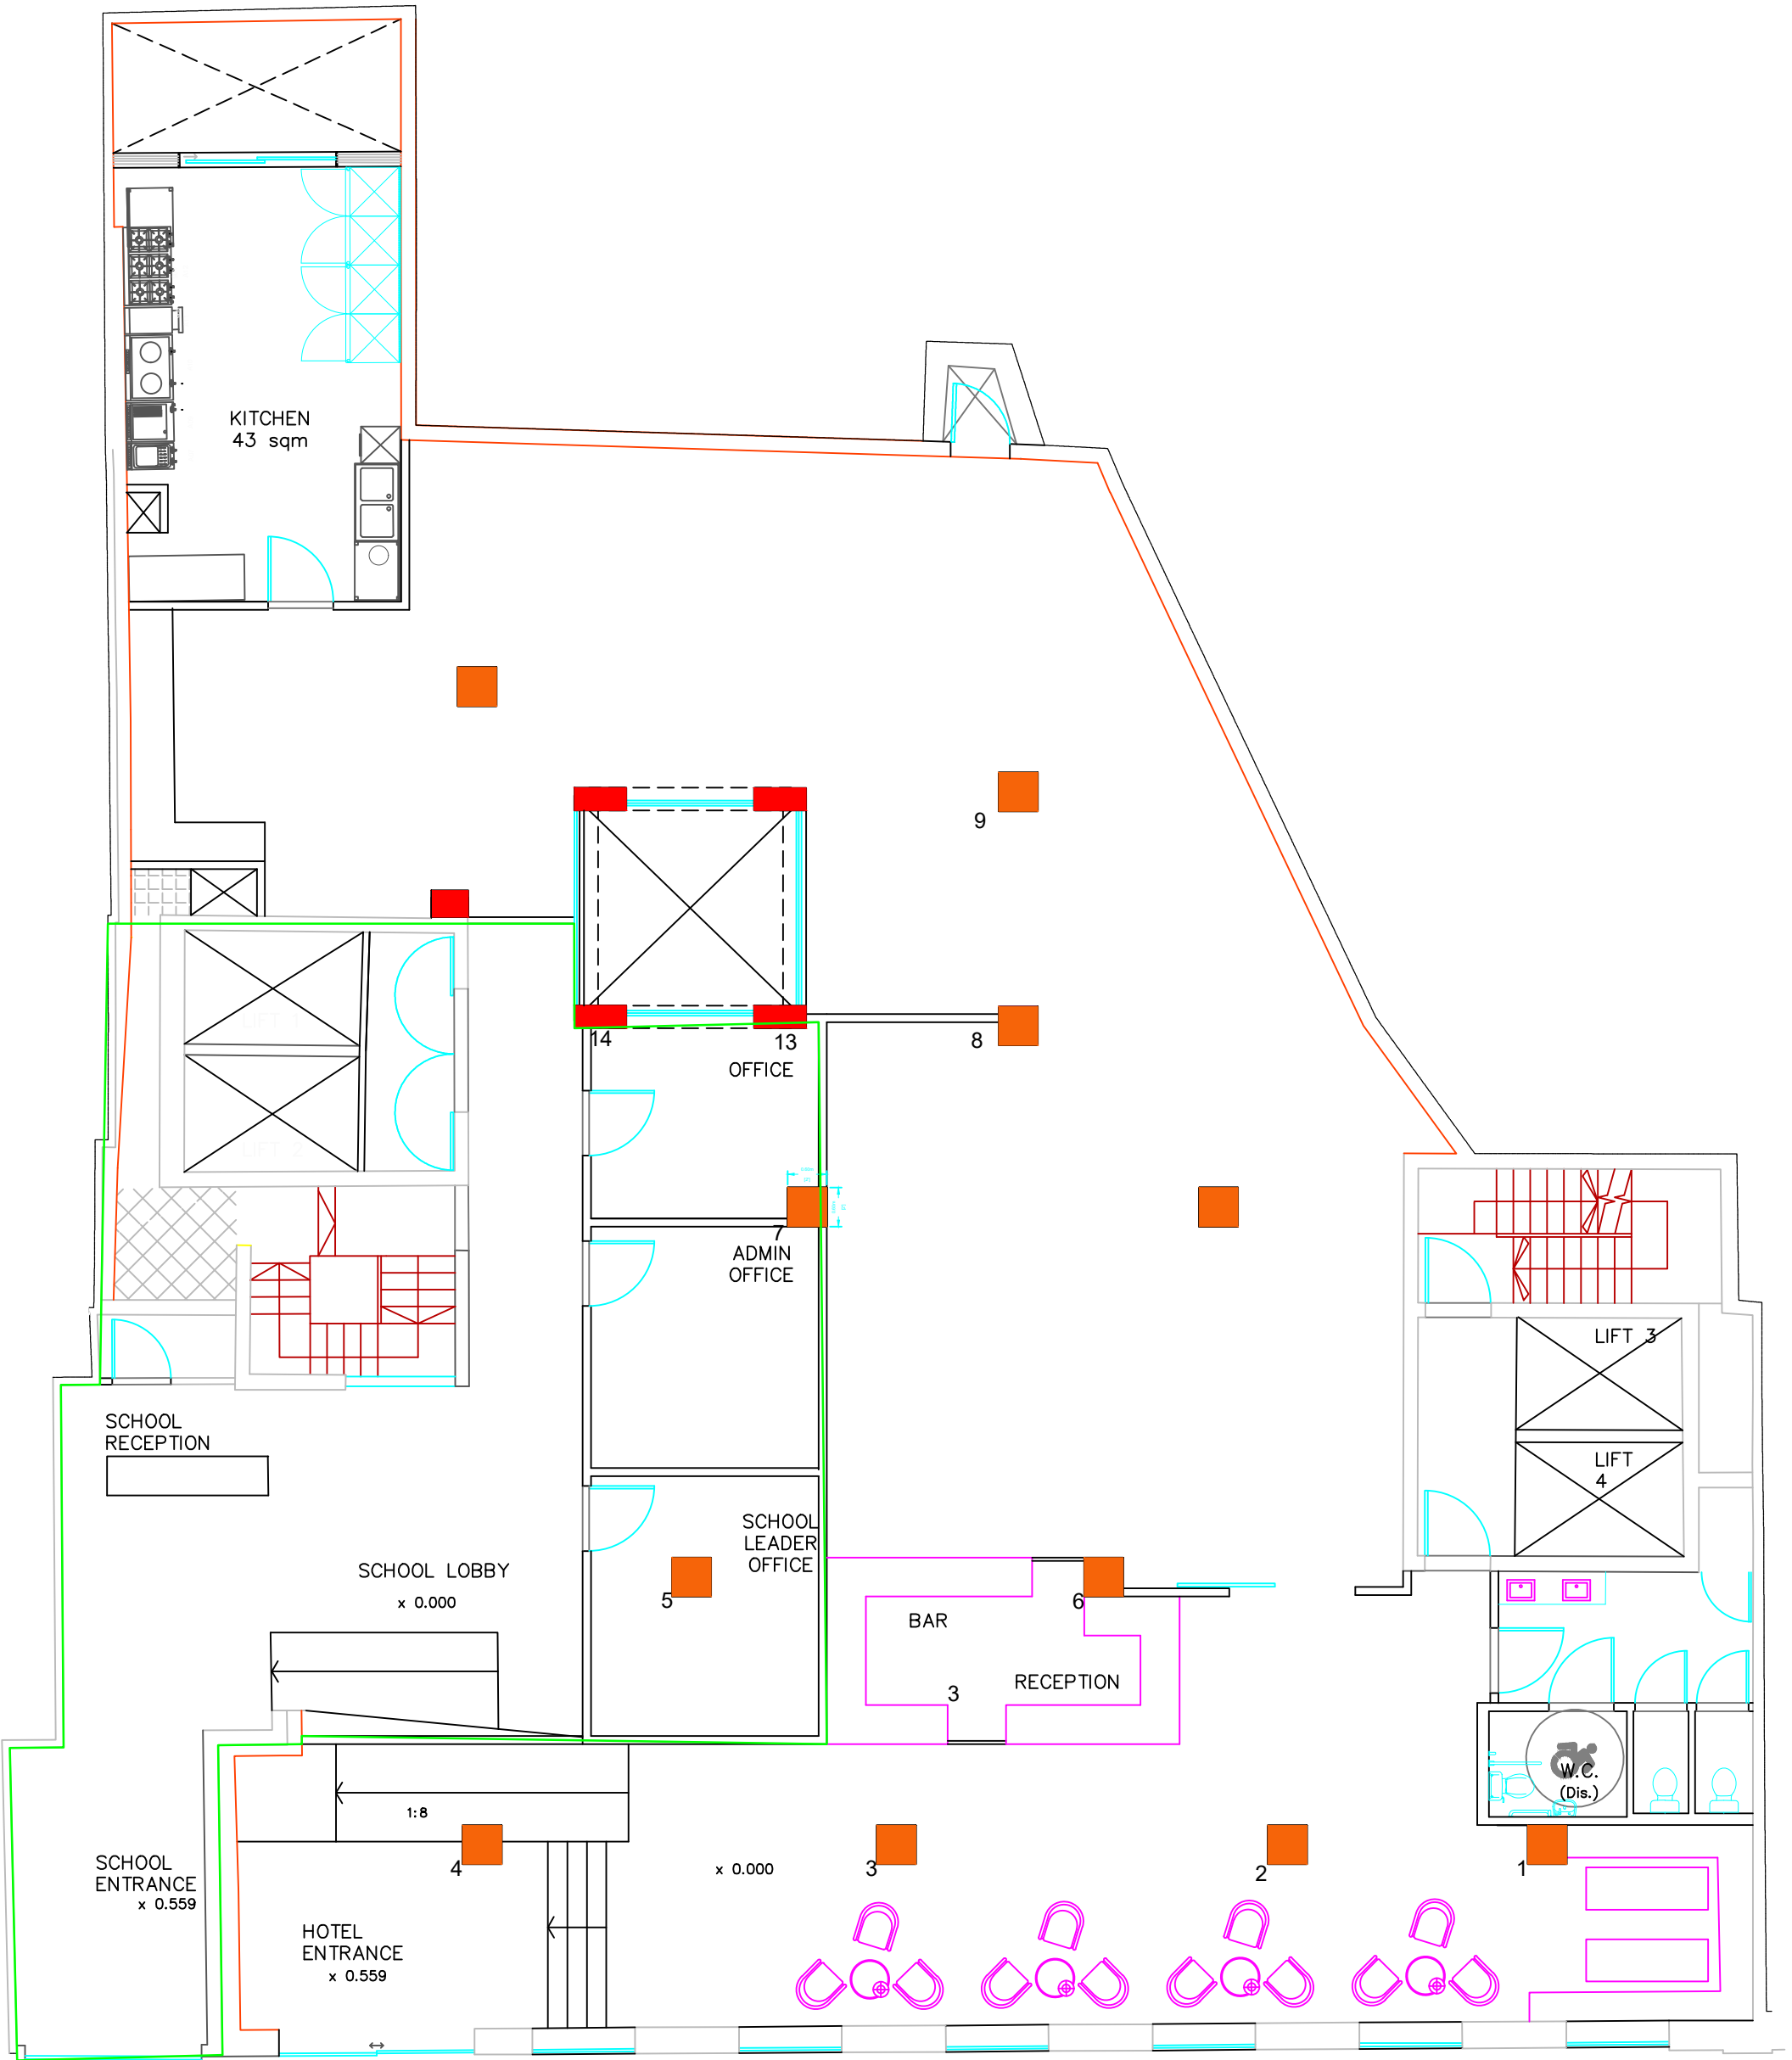 KITCHEN
43 sqm
9
14
13
8
OFFICE
7
ADMIN
OFFICE
LIFT 3
LIFT
4
SCHOOL
RECEPTION
SCHOOL
LEADER
OFFICE
SCHOOL LOBBY
x 0.000
5
6
BAR
RECEPTION
3
W.C.
(Dis.)
1:8
4
3
2
1
x 0.000
SCHOOL
ENTRANCE
x 0.559
HOTEL
ENTRANCE
x 0.559